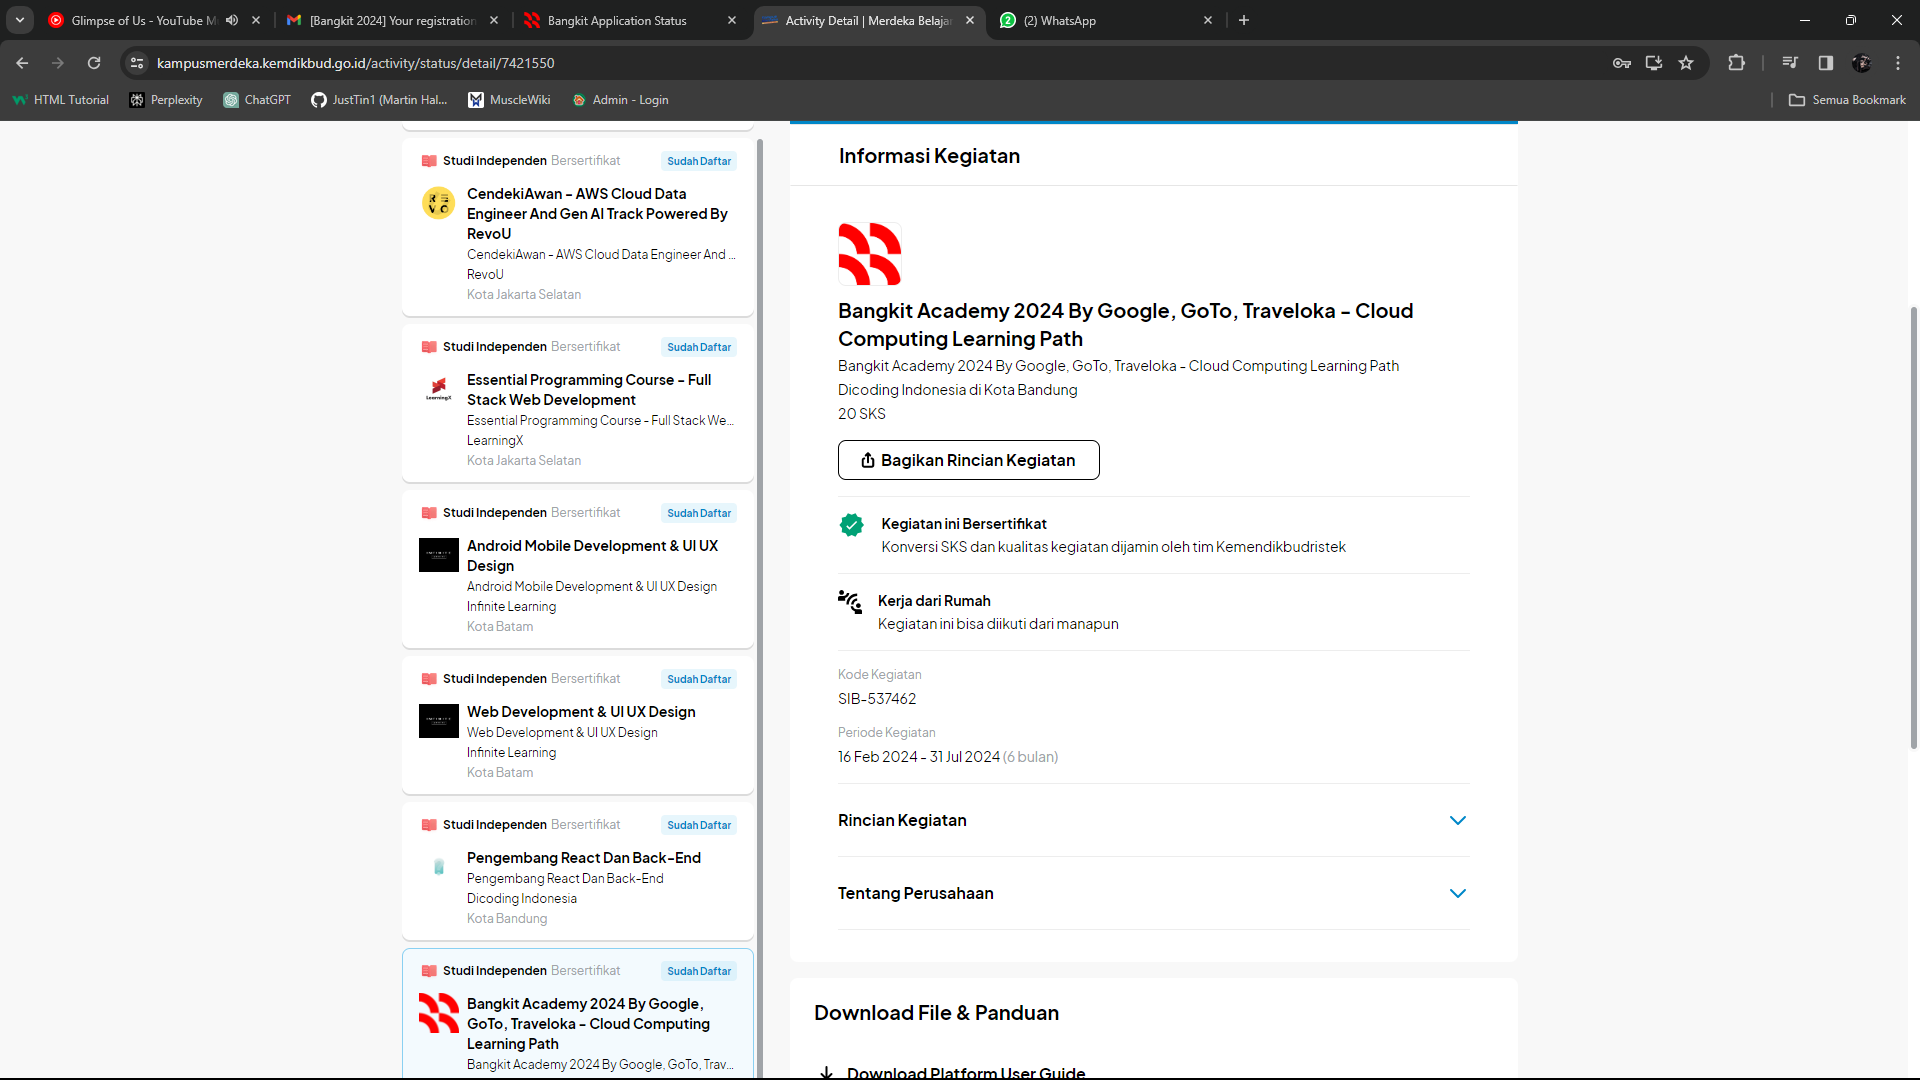 Glimpse of Us - YouTube M
[Bangkit 2024] Your registration
Bangkit Application Status
Activity Detail | Merdeka Belaja
(2) WhatsApp
kampusmerdeka.kemdikbud.go.id/activity/status/detail/7421550
HTML Tutorial
Perplexity
ChatGPT
JustTin1 (Martin Hal...
MuscleWiki
Admin - Login
Semua Bookmark
Studi Independen Bersertifikat
Sudah Daftar
CendekiAwan - AWS Cloud Data
Engineer And Gen AI Track Powered By
RevoU
CendekiAwan - AWS Cloud Data Engineer And ...
RevoU
Kota Jakarta Selatan
Studi Independen Bersertifikat
Sudah Daftar
LearningX
Essential Programming Course - Full
Stack Web Development
Essential Programming Course - Full Stack We...
LearningX
Kota Jakarta Selatan
Studi Independen Bersertifikat
Sudah Daftar
Android Mobile Development & UI UX
Design
Android Mobile Development & UI UX Design
Infinite Learning
Kota Batam
Studi Independen Bersertifikat
Sudah Daftar
Web Development & UI UX Design
Web Development & UI UX Design
Infinite Learning
Kota Batam
Studi Independen Bersertifikat
Sudah Daftar
Pengembang React Dan Back-End
Pengembang React Dan Back-End
Dicoding Indonesia
Kota Bandung
Studi Independen Bersertifikat
Sudah Daftar
Bangkit Academy 2024 By Google,
GoTo, Traveloka - Cloud Computing
Learning Path
Bangkit Academy 2024 By Google, GoTo, Trav...
Informasi Kegiatan
Bangkit Academy 2024 By Google, GoTo, Traveloka - Cloud
Computing Learning Path
Bangkit Academy 2024 By Google, GoTo, Traveloka - Cloud Computing Learning Path
Dicoding Indonesia di Kota Bandung
20 SKS
Bagikan Rincian Kegiatan
Kegiatan ini Bersertifikat
Konversi SKS dan kualitas kegiatan dijamin oleh tim Kemendikbudristek
Kerja dari Rumah
Kegiatan ini bisa diikuti dari manapun
Kode Kegiatan
SIB-537462
Periode Kegiatan
16 Feb 2024 - 31 Jul 2024 (6 bulan)
Rincian Kegiatan
Tentang Perusahaan
Download File & Panduan
Download Platform User Guide